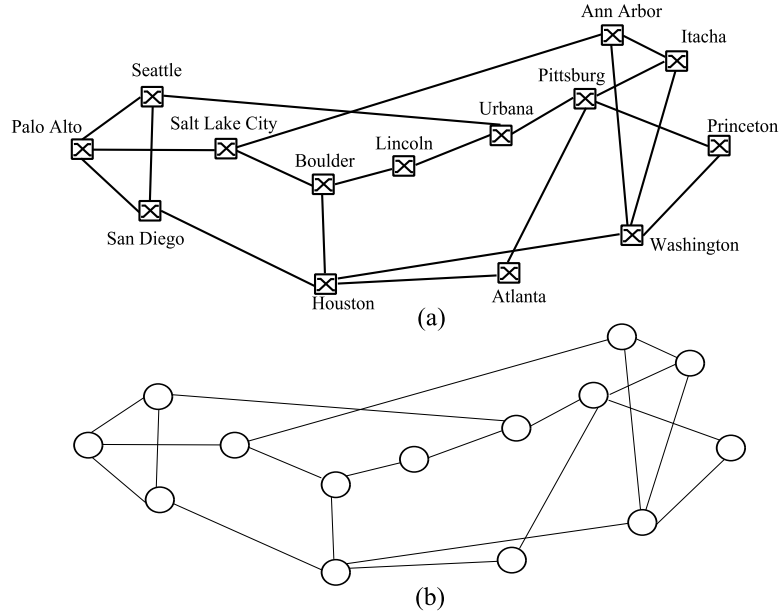 Ann Arbor
Itacha
Seattle
Pittsburg
Palo Alto
Salt Lake City
Urbana
Princeton
Lincoln
Boulder
San Diego
Washington
Houston
Atlanta
(a)
(b)